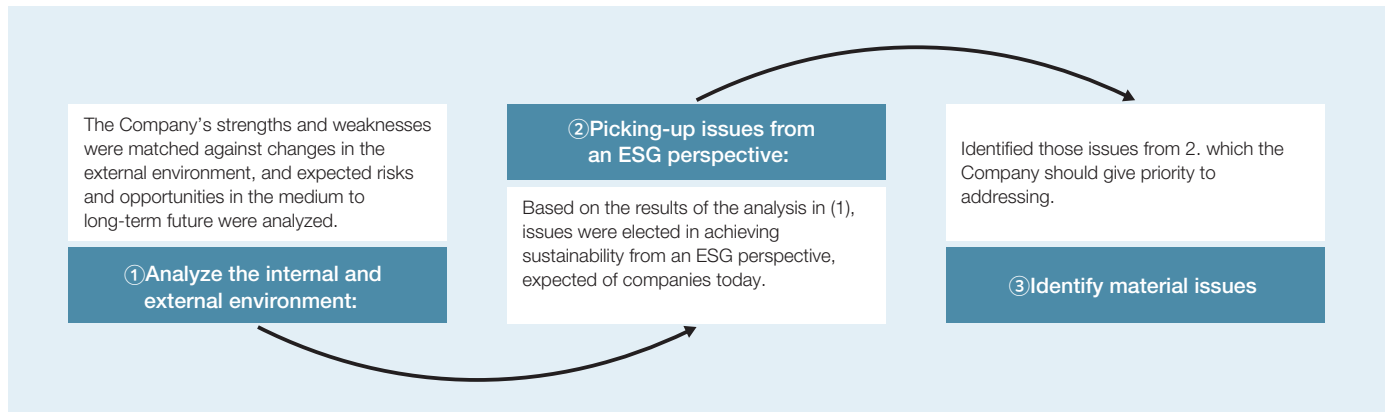 The Company’s strengths and weaknesses
were matched against changes in the
external environment, and expected risks
and opportunities in the medium to
long-term future were analyzed.
①Analyze the internal and
external environment:
②Picking-up issues from
an ESG perspective:
Based on the results of the analysis in (1),
issues were elected in achieving
sustainability from an ESG perspective,
expected of companies today.
Identified those issues from 2. which the
Company should give priority to
addressing.
③Identify material issues